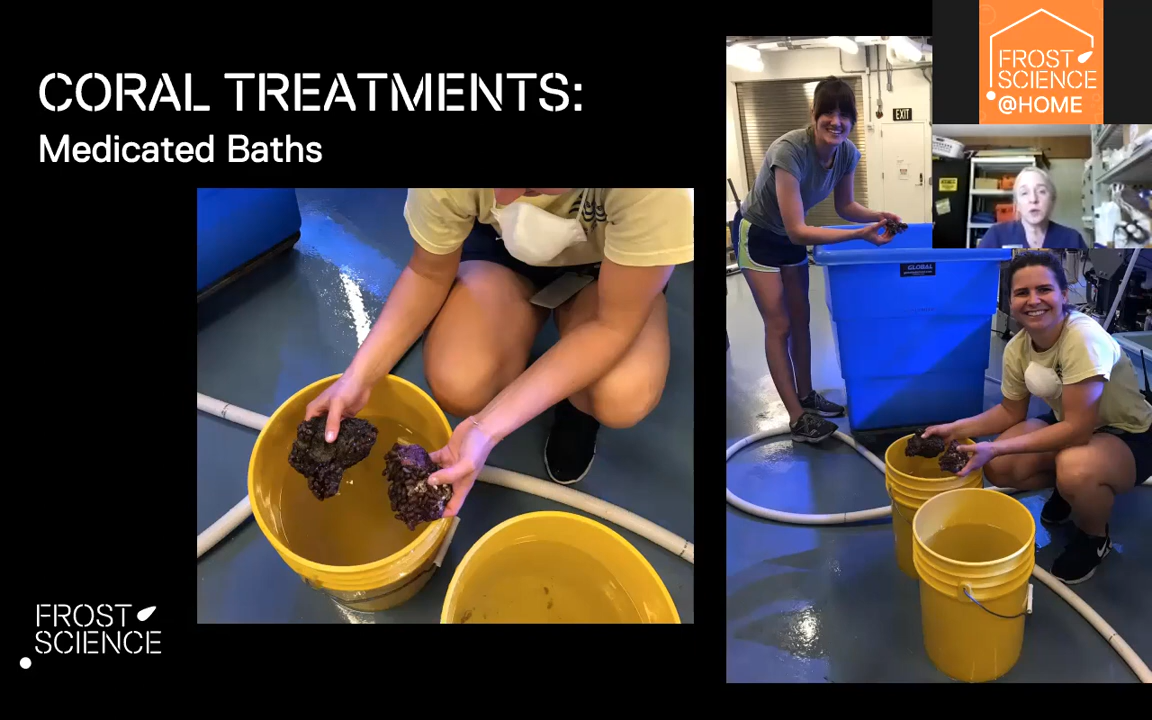 CORAL TREATMENTS:
Medicated Baths
FROST
SCIENCE
@HOME
EXIT
GLOBAL
FROST
SCIENCE